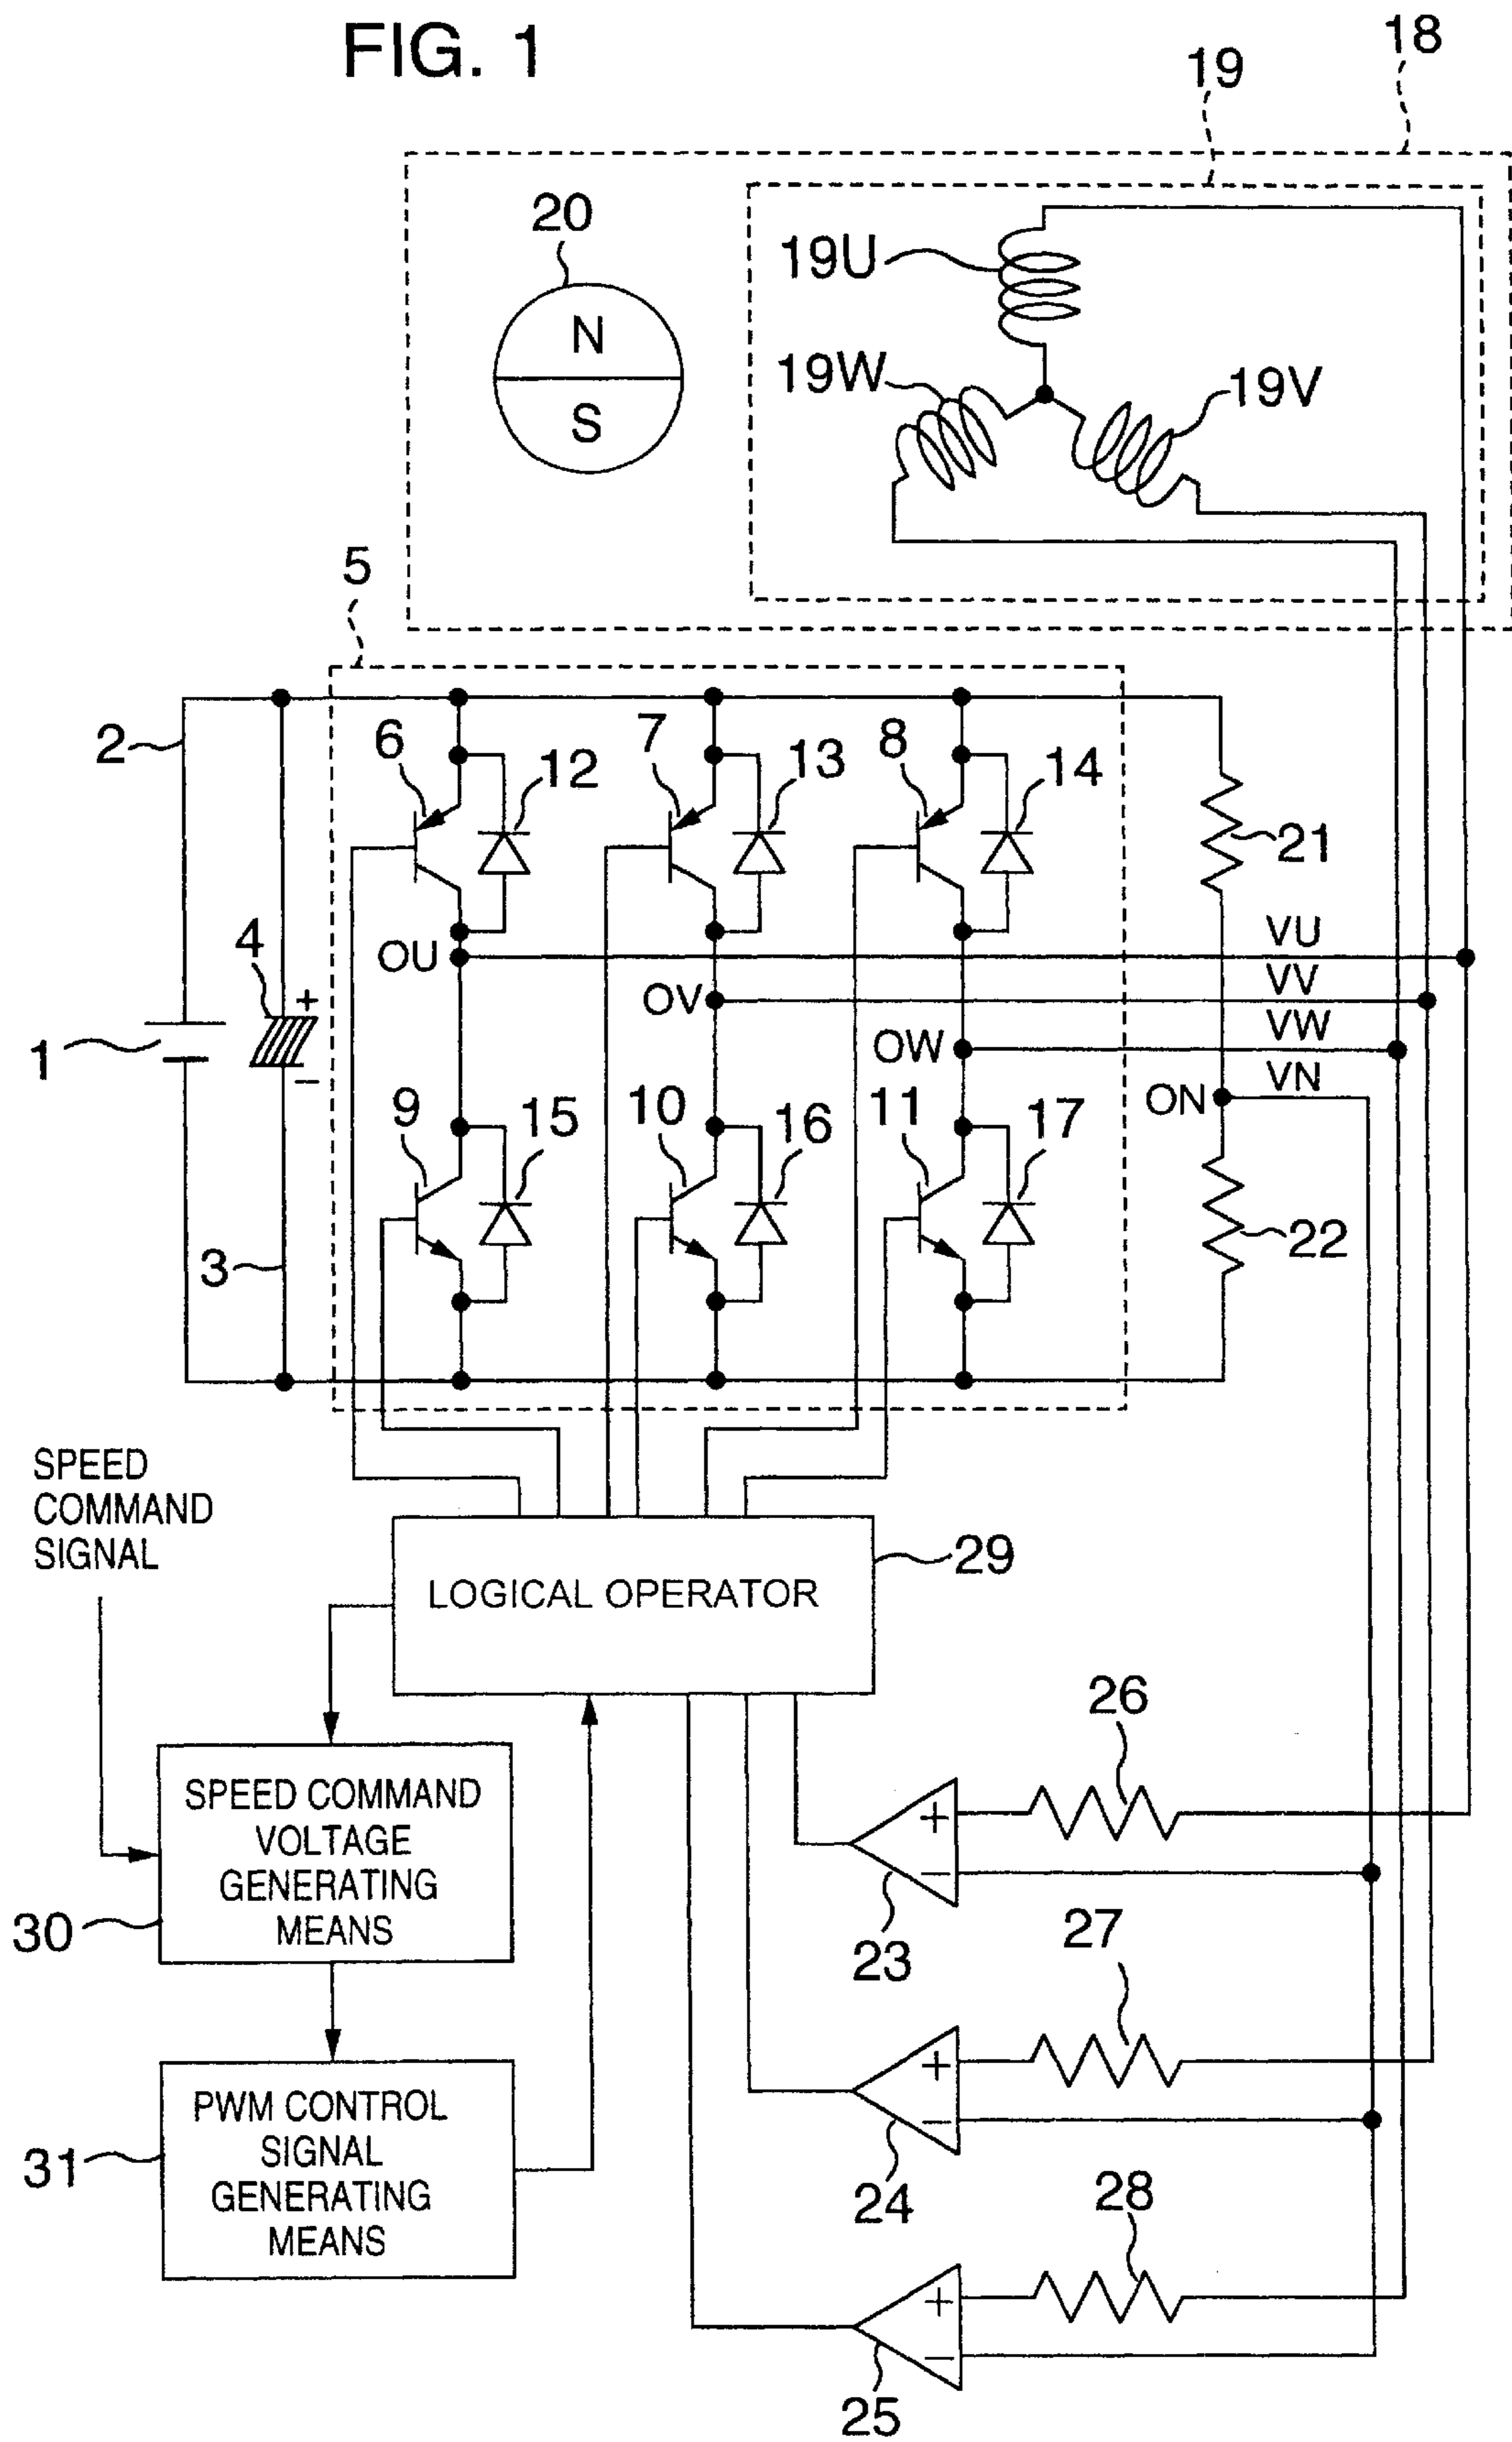 FIG. 1
18
19
20
19U
N
19W
19V
S
5
2
6
7
8
12
13
14
21
4
OU
VU
+
OV
VV
1
OW
VW
−
ON
VN
9
10
11
15
16
17
3
22
SPEED
COMMAND
SIGNAL
29
LOGICAL OPERATOR
26
SPEED COMMAND
VOLTAGE
GENERATING
MEANS
+
−
30
23
27
+
PWM CONTROL
SIGNAL
GENERATING
MEANS
−
31
24
28
+
−
25